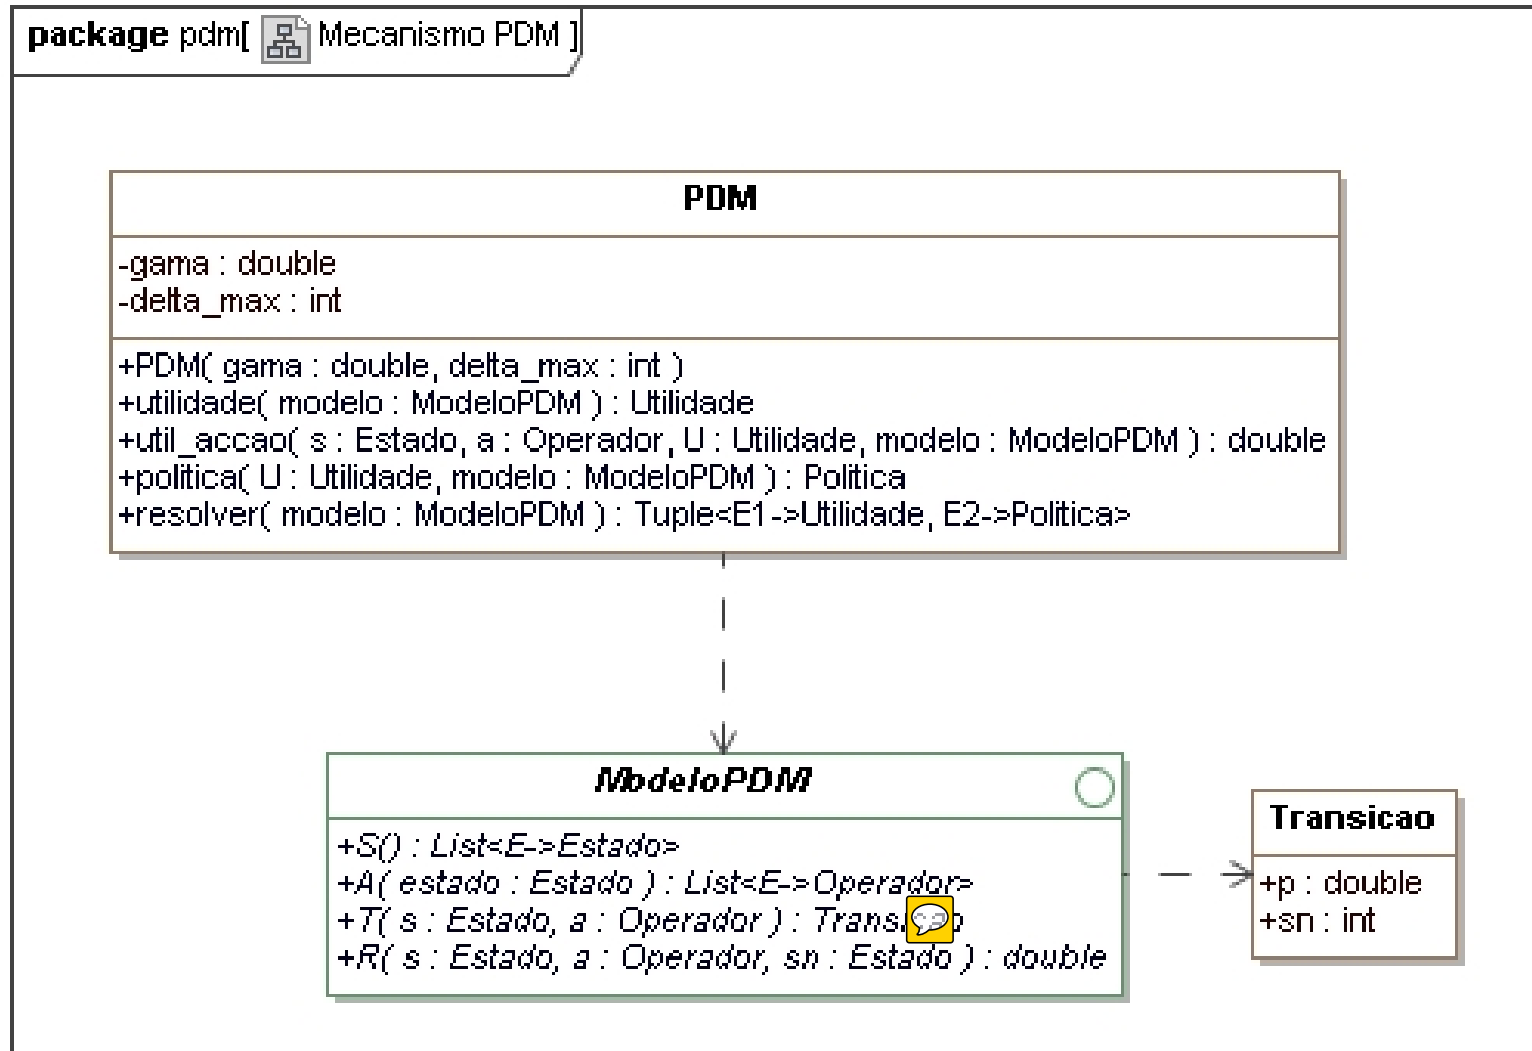 package pdm[ Mecanismo PDM ]
PDM
-gama : double
-delta_max : int
+PDM( gama : double, delta_max : int )
+utilidade( modelo : ModeloPDM ) : Utilidade
+util_accao( s : Estado, a : Operador, U : Utilidade, modelo : ModeloPDM ) : double
+politica( U : Utilidade, modelo : ModeloPDM ) : Politica
+resolver( modelo : ModeloPDM ) : Tuple<E1->Utilidade, E2->Politica>
ModeloPDM
+S() : List<E->Estado>
+A( estado : Estado ) : List<E->Operador>
+T( s : Estado, a : Operador ) :
+R( s : Estado, a : Operador, sn : Estado ) : double
Transicao
+p : double
+sn : int